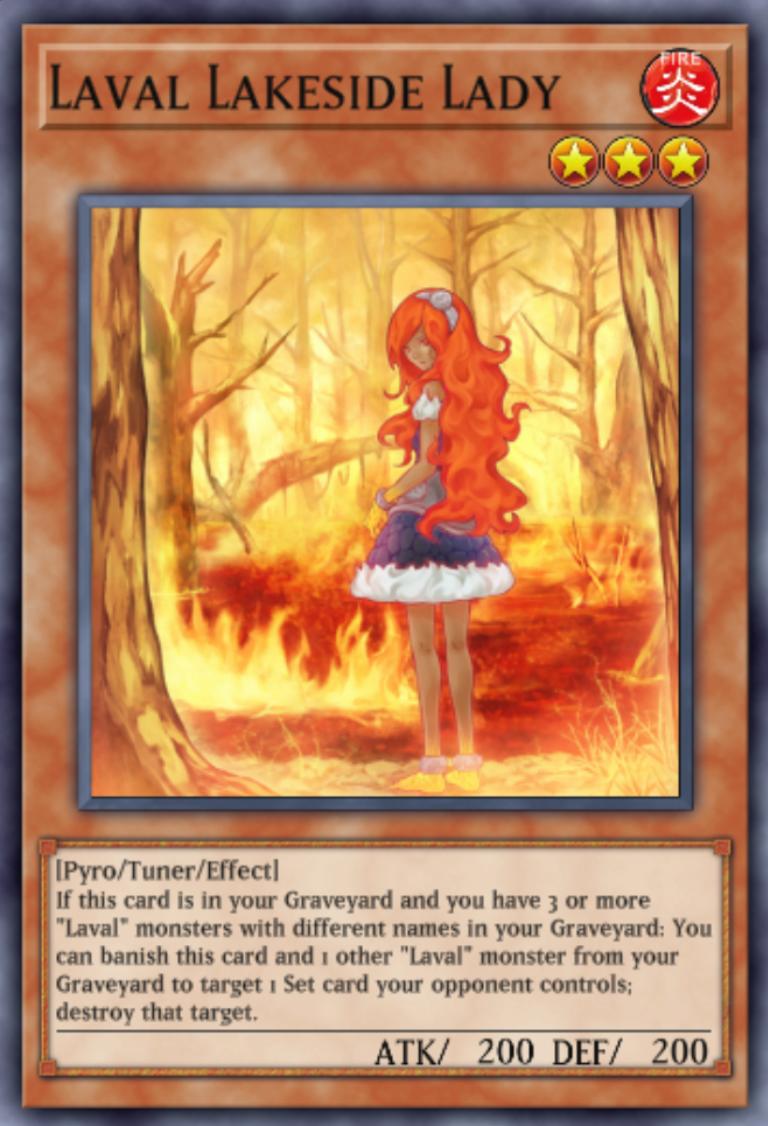 LAVAL LAKESIDE LADY
FIRE
炎
[Pyro/Tuner/Effect]
If this card is in your Graveyard and you have 3 or more
"Laval" monsters with different names in your Graveyard: You
can banish this card and 1 other "Laval" monster from your
Graveyard to target 1 Set card your opponent controls;
destroy that target.
ATK/ 200 DEF/ 200